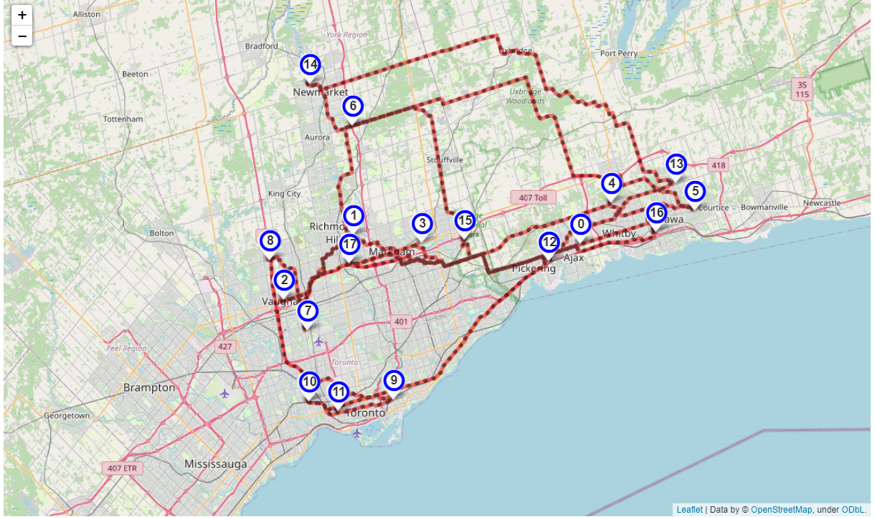 +
−
Alliston
Bradford
York Region
Uxbridge
Port Perry
Beeton
14
Newmarket
35
115
Uxbridge
Woodlands
6
Tottenham
Aurora
Stouffville
13
418
King City
407 Toll
4
5
Courtice
Bowmanville
Newcastle
Bolton
8
1
Richmond
Hill
17
3
Markham
15
0
16
Whitby
12
Ajax
Pickering
2
Vaughan
7
401
427
Peel Region
Toronto
Brampton
10
11
9
Toronto
Georgetown
Mississauga
407 ETR
Leaflet | Data by © OpenStreetMap, under ODbL.